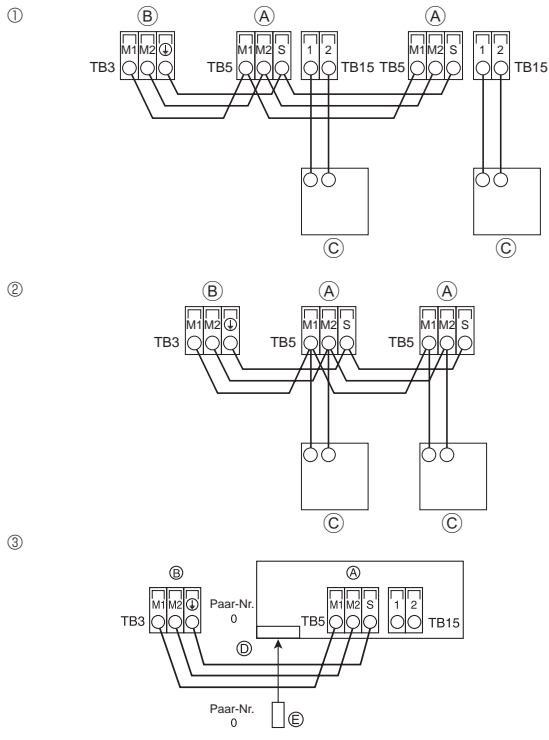 ①
Ⓑ Ⓐ Ⓐ
M1 M2 ⏚ M1 M2 S 1 2 M1 M2 S 1 2
TB3 TB5 TB15 TB5 TB15
Ⓒ Ⓒ
②
Ⓑ Ⓐ Ⓐ
M1 M2 ⏚ M1 M2 S M1 M2 S
TB3 TB5 TB5
Ⓒ Ⓒ
③
Ⓑ Ⓐ
M1 M2 ⏚ Paar-Nr. M1 M2 S 1 2
TB3 0 TB5 TB15
Ⓓ
Paar-Nr.
0 Ⓔ